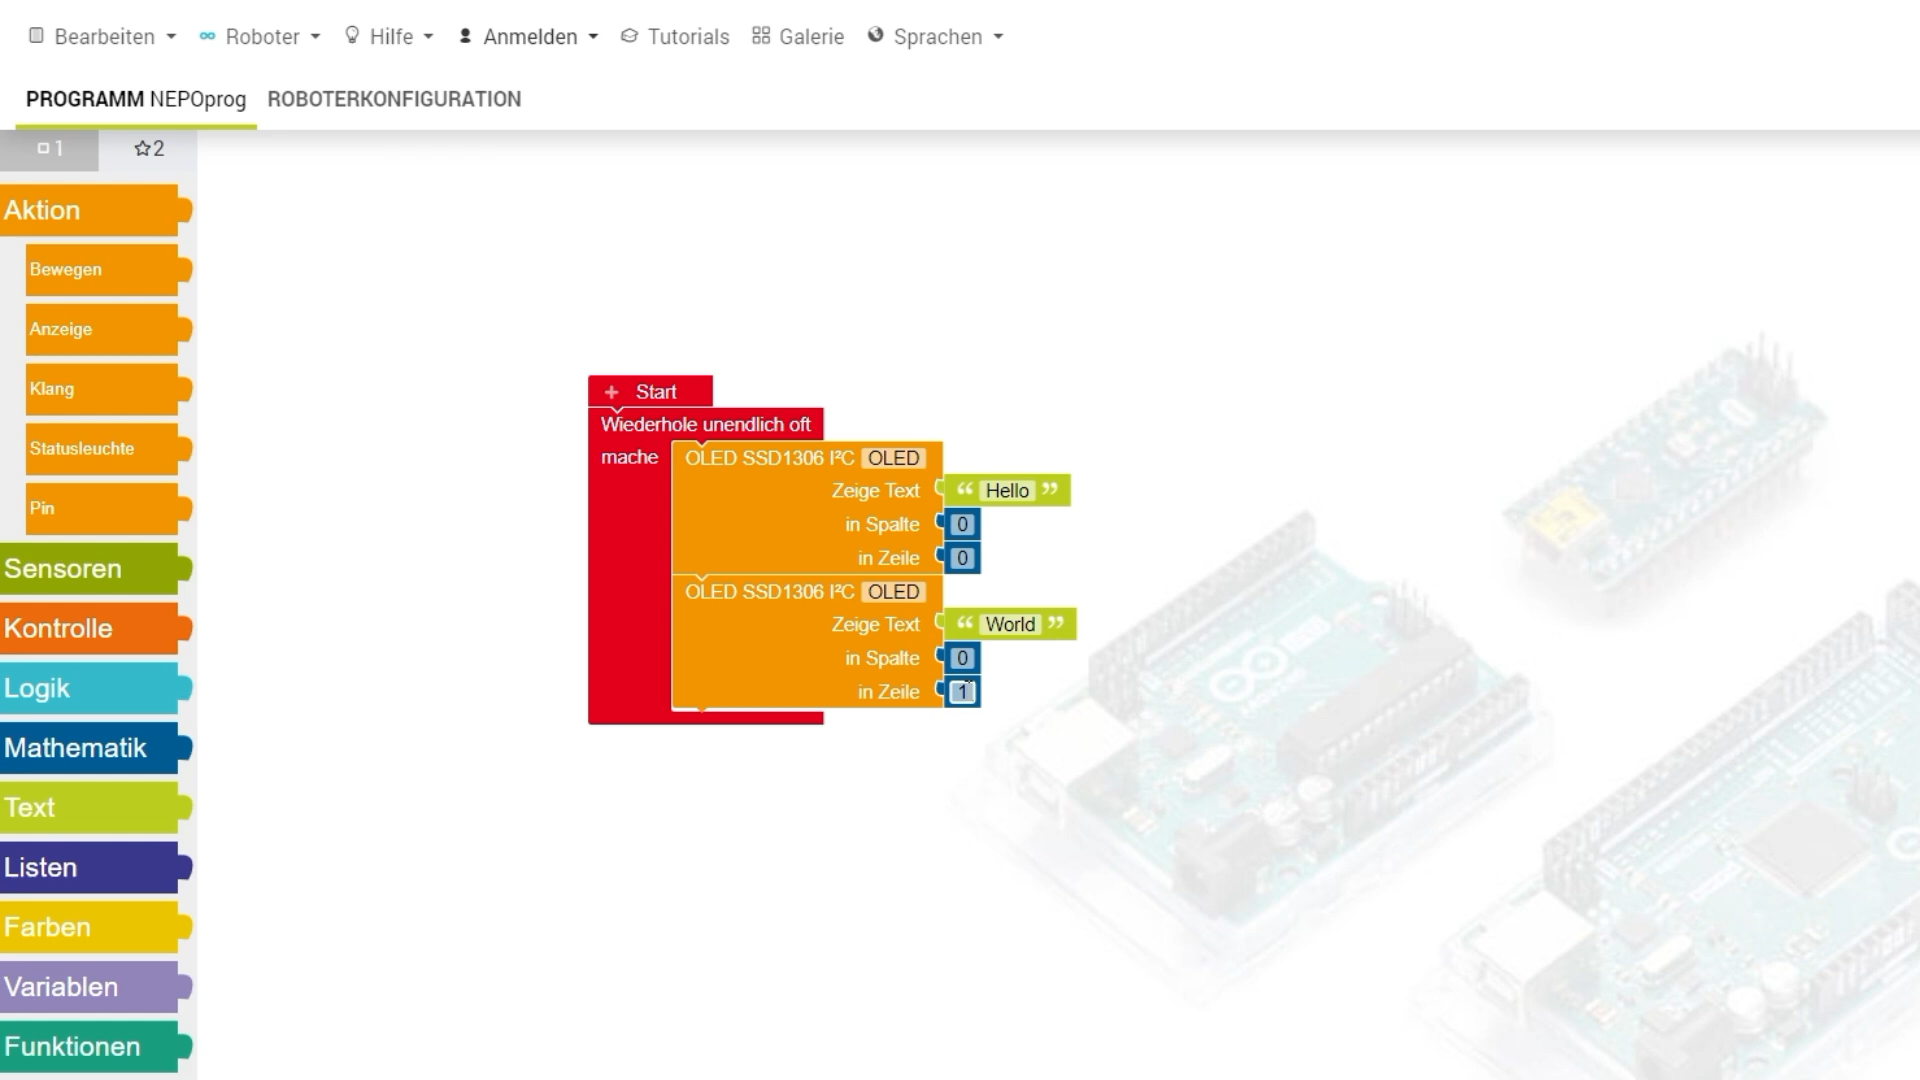 Bearbeiten Roboter Hilfe Anmelden Tutorials Galerie Sprachen
PROGRAMM NEPOprog ROBOTERKONFIGURATION
1 2
Aktion
Bewegen
Anzeige
Klang
Statusleuchte
Pin
Sensoren
Kontrolle
Logik
Mathematik
Text
Listen
Farben
Variablen
Funktionen
+ Start
Wiederhole unendlich oft
mache OLED SSD1306 I²C OLED
Zeige Text “ Hello ”
in Spalte 0
in Zeile 0
OLED SSD1306 I²C OLED
Zeige Text “ World ”
in Spalte 0
in Zeile 1